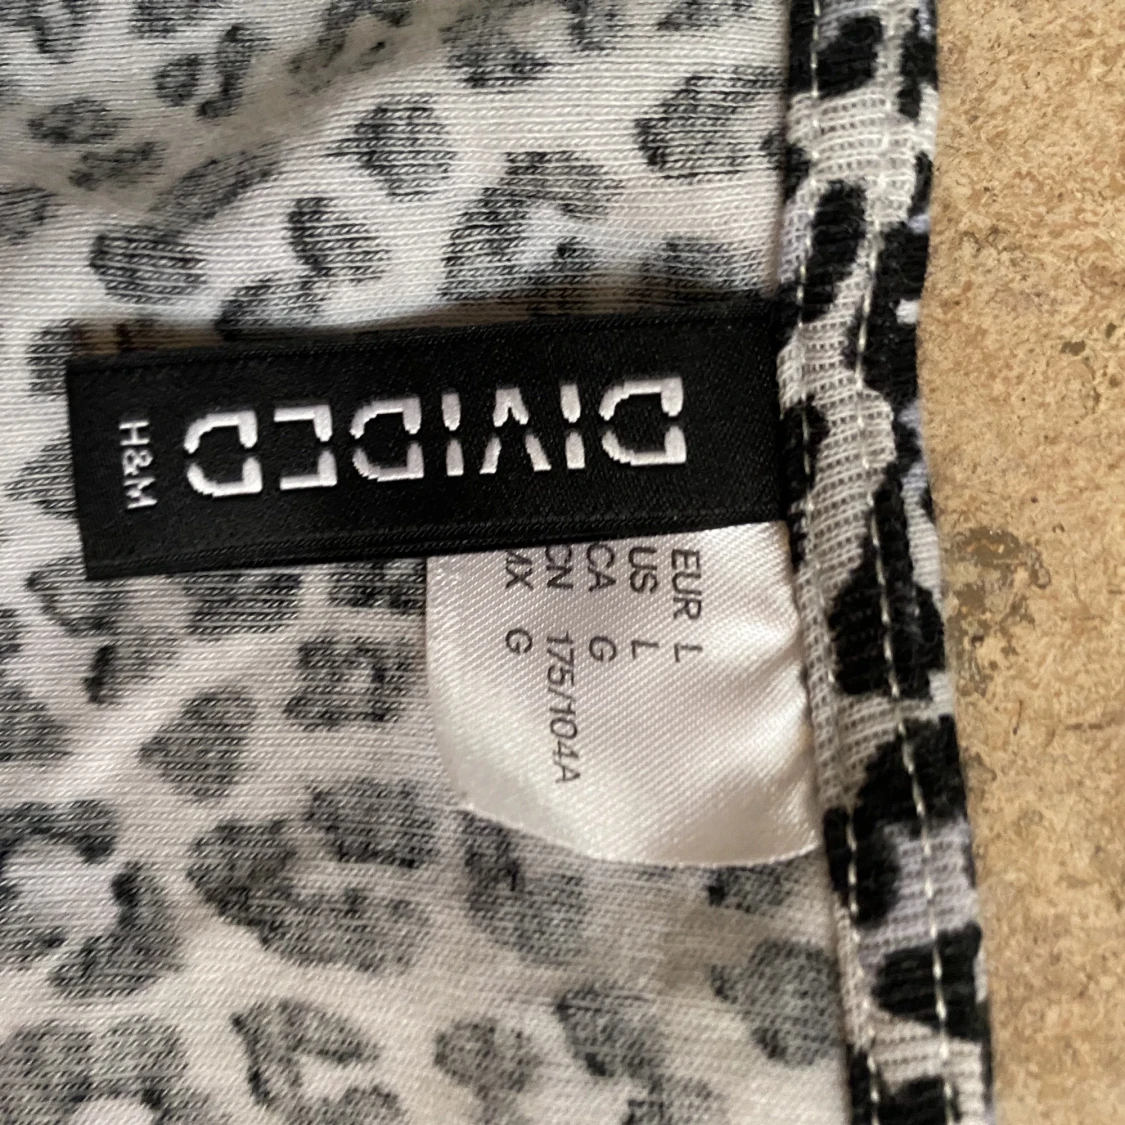 DIVIDED
H&M
EUR L
US L
CA G
CN 175/104A
MX G